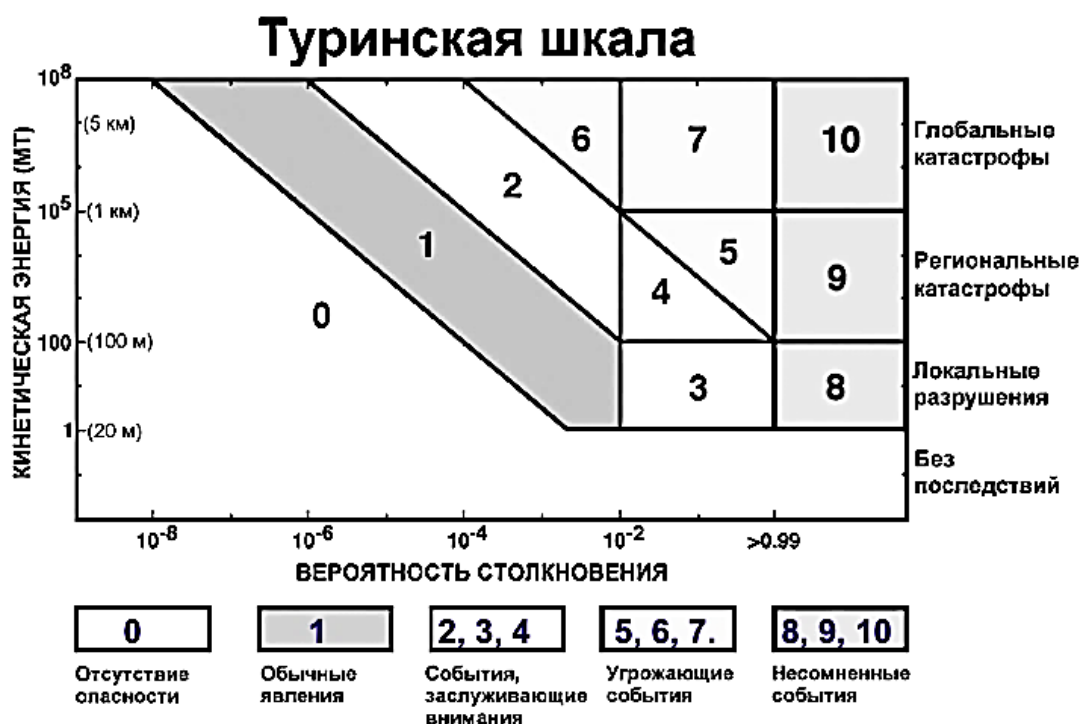 Туринская шкала
КИНЕТИЧЕСКАЯ ЭНЕРГИЯ (МТ)
10⁸
(5 км)
10⁵ (1 км)
100 (100 м)
1 (20 м)
0
1
2
6
7
10
5
4
9
3
8
Глобальные
катастрофы
Региональные
катастрофы
Локальные
разрушения
Без
последствий
10⁻⁸ 10⁻⁶ 10⁻⁴ 10⁻² >0.99
ВЕРОЯТНОСТЬ СТОЛКНОВЕНИЯ
0
Отсутствие
опасности
1
Обычные
явления
2, 3, 4
События,
заслуживающие
внимания
5, 6, 7.
Угрожающие
события
8, 9, 10
Несомненные
события